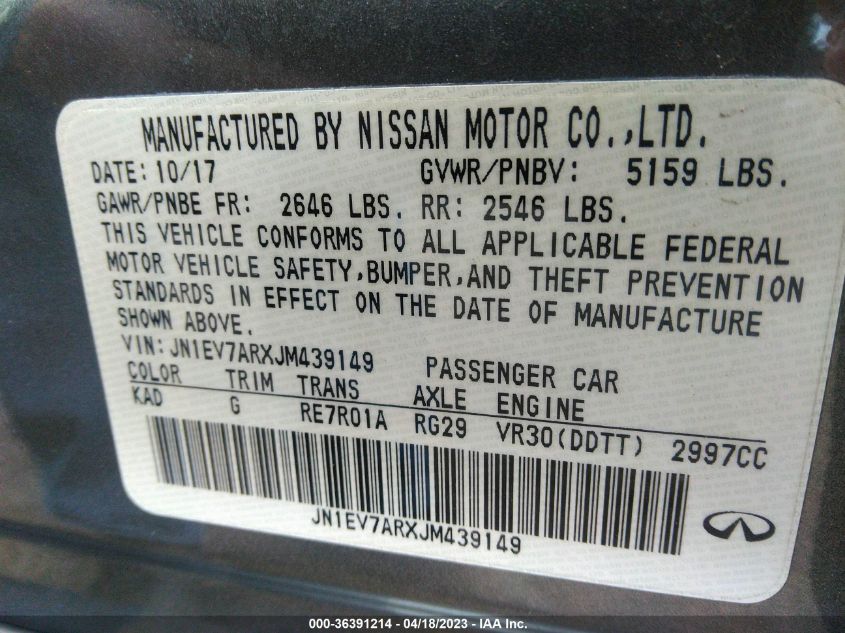 MANUFACTURED BY NISSAN MOTOR CO.,LTD.
DATE: 10/17 GVWR/PNBV: 5159 LBS.
GAWR/PNBE FR: 2646 LBS. RR: 2546 LBS.
THIS VEHICLE CONFORMS TO ALL APPLICABLE FEDERAL
MOTOR VEHICLE SAFETY,BUMPER,AND THEFT PREVENTION
STANDARDS IN EFFECT ON THE DATE OF MANUFACTURE
SHOWN ABOVE.
VIN: JN1EV7ARXJM439149 PASSENGER CAR
COLOR TRIM TRANS AXLE ENGINE
KAD G RE7R01A RG29 VR30(DDTT) 2997CC
JN1EV7ARXJM439149
000-36391214 - 04/18/2023 - IAA Inc.